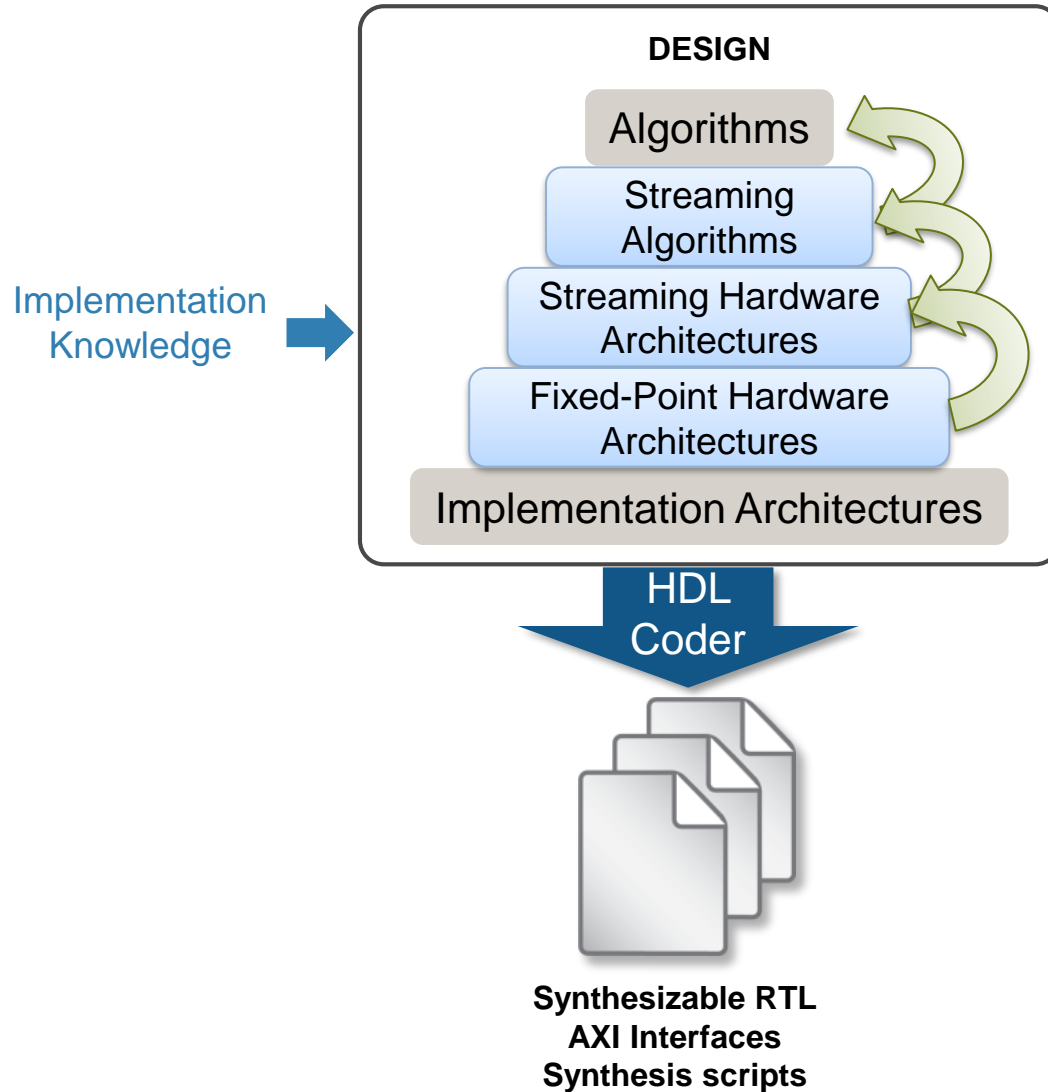 DESIGN
Algorithms
Streaming
Algorithms
Implementation
Knowledge
Streaming Hardware
Architectures
Fixed-Point Hardware
Architectures
Implementation Architectures
HDL
Coder
Synthesizable RTL
AXI Interfaces
Synthesis scripts